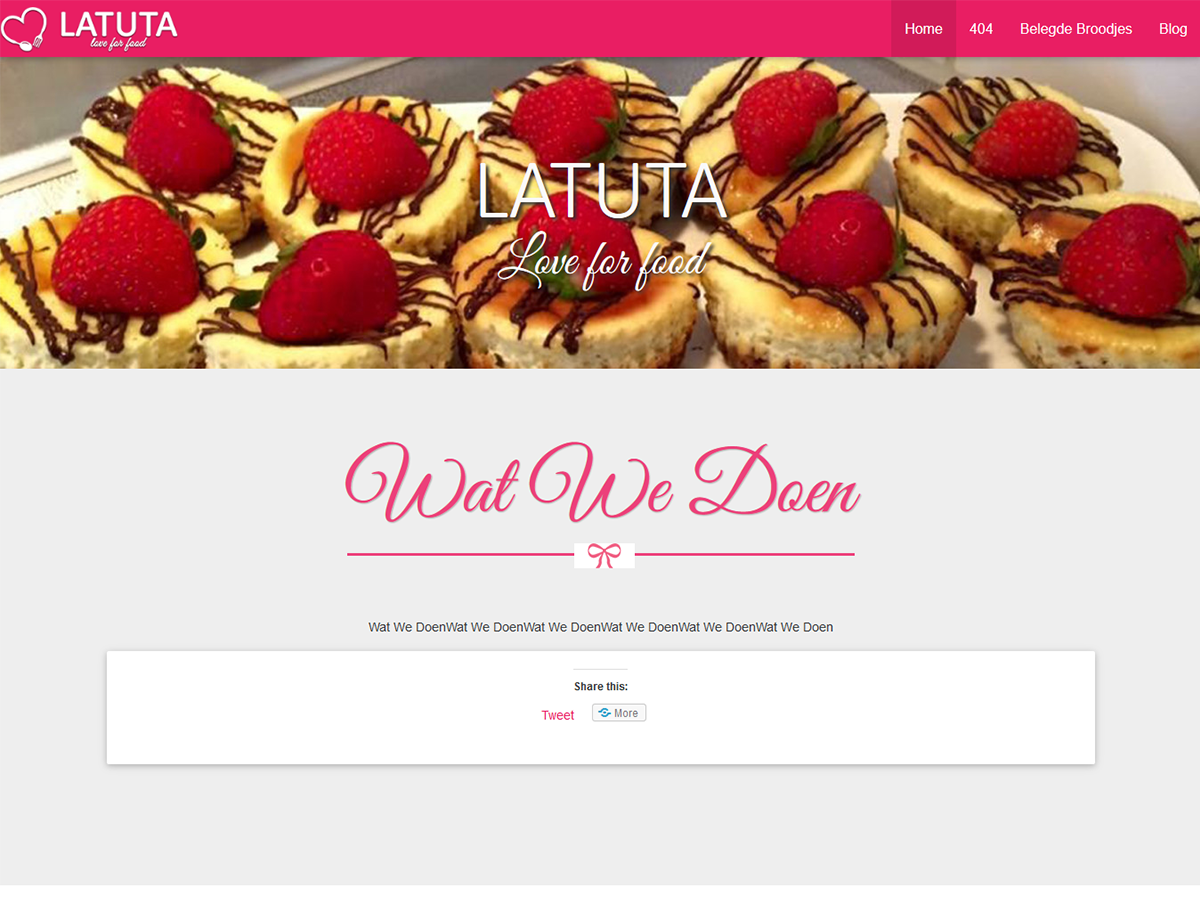 LATUTA
love for food
Home 404 Belegde Broodjes Blog
LATUTA
Love for food
Wat We Doen
Wat We DoenWat We DoenWat We DoenWat We DoenWat We DoenWat We Doen
Share this:
Tweet More